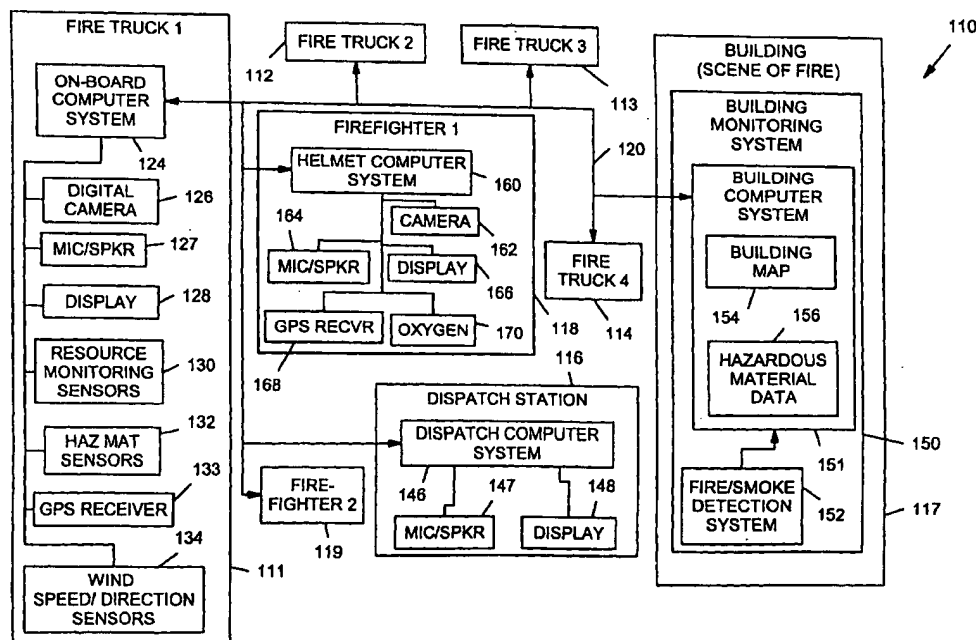 FIRE TRUCK 1
ON-BOARD
COMPUTER
SYSTEM
124
DIGITAL
CAMERA
126
MIC/SPKR
127
DISPLAY
128
RESOURCE
MONITORING
SENSORS
130
132
HAZ MAT
SENSORS
133
GPS RECEIVER
134
WIND
SPEED/ DIRECTION
SENSORS
111
FIRE TRUCK 2
112
FIRE TRUCK 3
113
110
FIREFIGHTER 1
HELMET COMPUTER
SYSTEM
160
CAMERA
162
164
MIC/SPKR
DISPLAY
166
GPS RECVR
168
OXYGEN
170
118
120
FIRE
TRUCK 4
114
116
DISPATCH STATION
DISPATCH COMPUTER
SYSTEM
146
147
148
MIC/SPKR
DISPLAY
FIRE-
FIGHTER 2
119
BUILDING
(SCENE OF FIRE)
BUILDING
MONITORING
SYSTEM
BUILDING
COMPUTER
SYSTEM
BUILDING
MAP
154
156
HAZARDOUS
MATERIAL
DATA
151
150
FIRE/SMOKE
DETECTION
SYSTEM
152
117